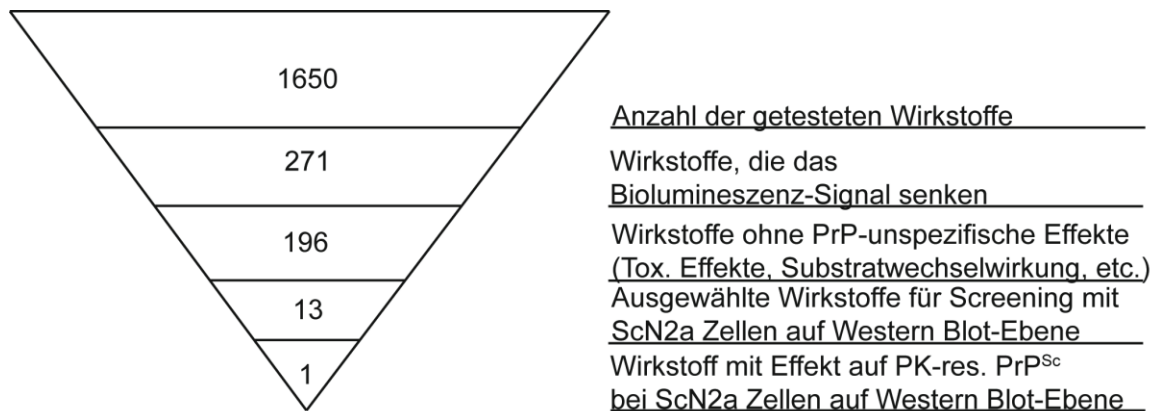 1650
Anzahl der getesteten Wirkstoffe
271
Wirkstoffe, die das
Biolumineszenz-Signal senken
196
Wirkstoffe ohne PrP-unspezifische Effekte
(Tox. Effekte, Substratwechselwirkung, etc.)
13
Ausgewählte Wirkstoffe für Screening mit
ScN2a Zellen auf Western Blot-Ebene
1
Wirkstoff mit Effekt auf PK-res. PrPSc
bei ScN2a Zellen auf Western Blot-Ebene